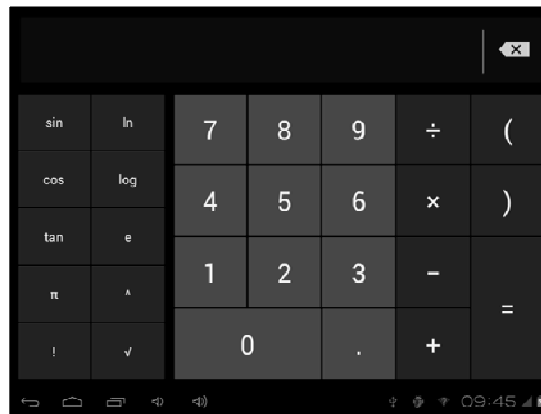 sin ln 7 8 9 ÷ (
cos log 4 5 6 × )
tan e 1 2 3 −
π ^ =
! √ 0 . +
09:45